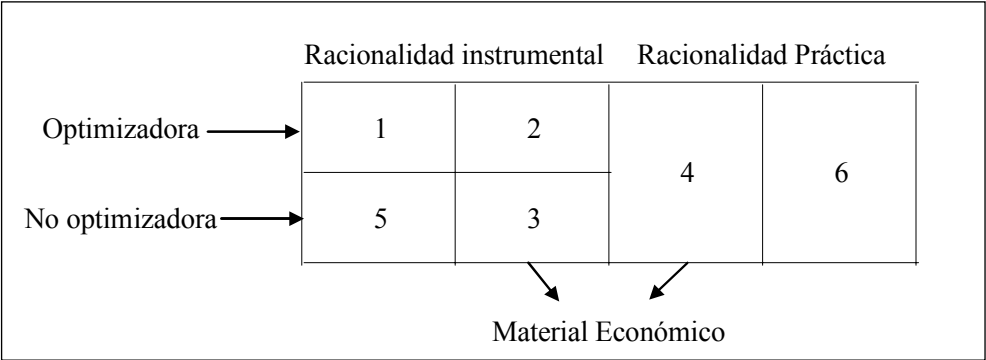 Racionalidad instrumental Racionalidad Práctica
Optimizadora 1 2
4 6
No optimizadora 5 3
Material Económico